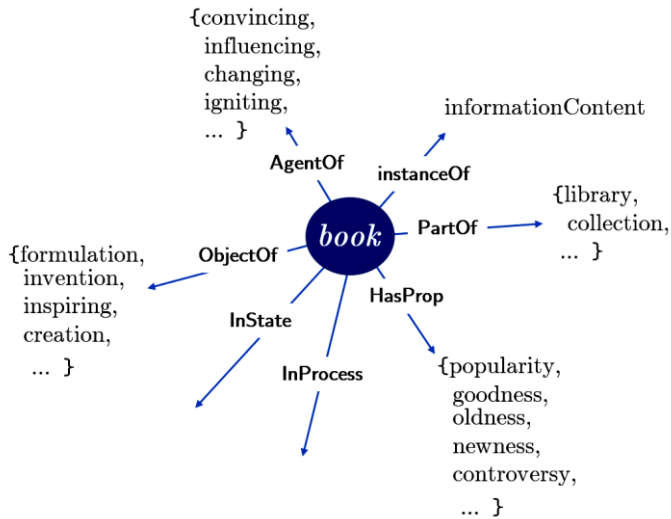 {convincing,
influencing,
changing,
igniting,
... }
informationContent
AgentOf
instanceOf
{library,
collection,
... }
book
PartOf
ObjectOf
{formulation,
invention,
inspiring,
creation,
... }
HasProp
InState
InProcess
{popularity,
goodness,
oldness,
newness,
controversy,
... }